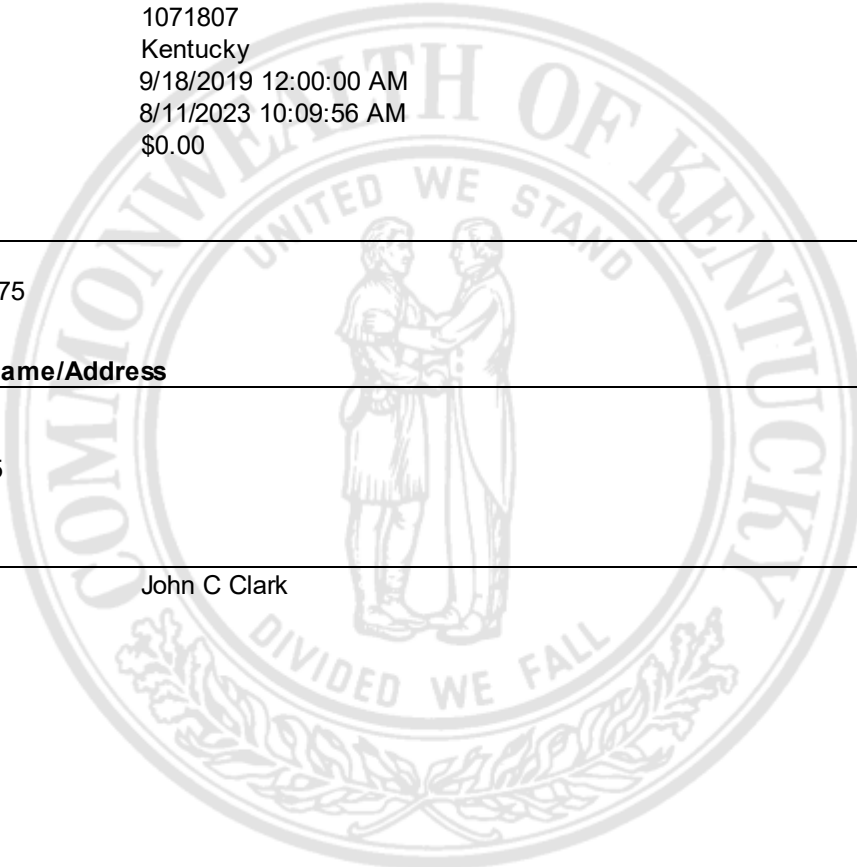 1071807
Kentucky
9/18/2019 12:00:00 AM
8/11/2023 10:09:56 AM
$0.00
COMMONWEALTH OF KENTUCKY
UNITED WE STAND
75
ame/Address
John C Clark
DIVIDED WE FALL